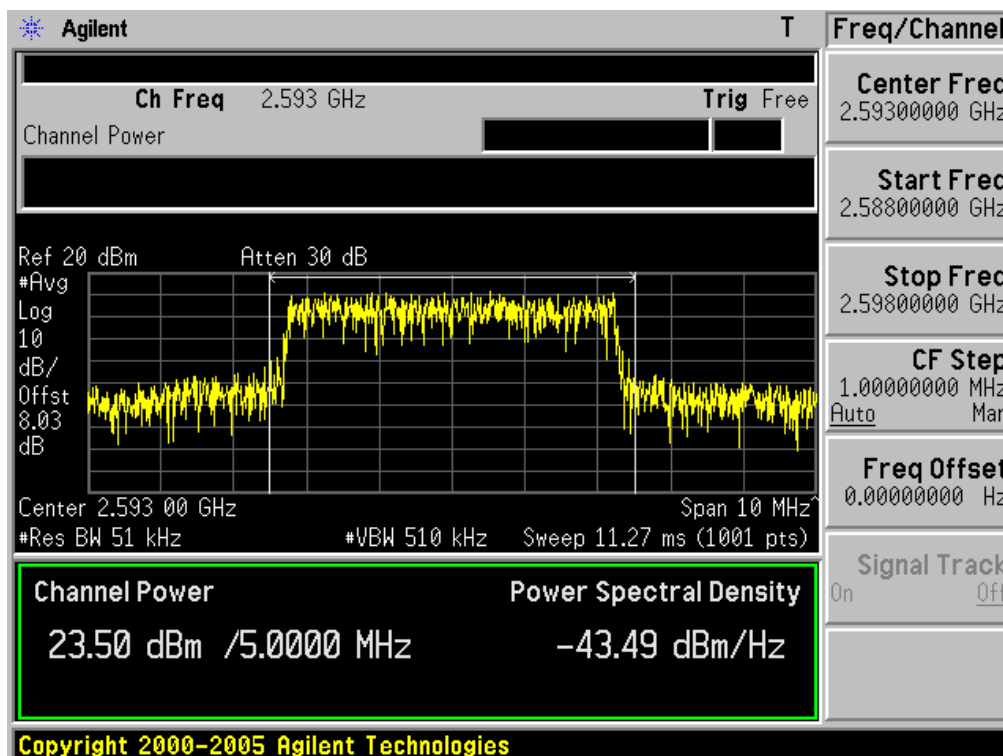 Agilent
T
Freq/Channel
Ch Freq 2.593 GHz
Trig Free
Channel Power
Center Freq
2.59300000 GHz
Start Freq
2.58800000 GHz
Stop Freq
2.59800000 GHz
CF Step
1.00000000 MHz
Auto Man
Freq Offset
0.00000000 Hz
Signal Track
On Off
Ref 20 dBm
Atten 30 dB
#Avg
Log
10
dB/
Offst
8.03
dB
Center 2.593 00 GHz
Span 10 MHz^
#Res BW 51 kHz
#VBW 510 kHz
Sweep 11.27 ms (1001 pts)
Channel Power
Power Spectral Density
23.50 dBm /5.0000 MHz
-43.49 dBm/Hz
Copyright 2000-2005 Agilent Technologies